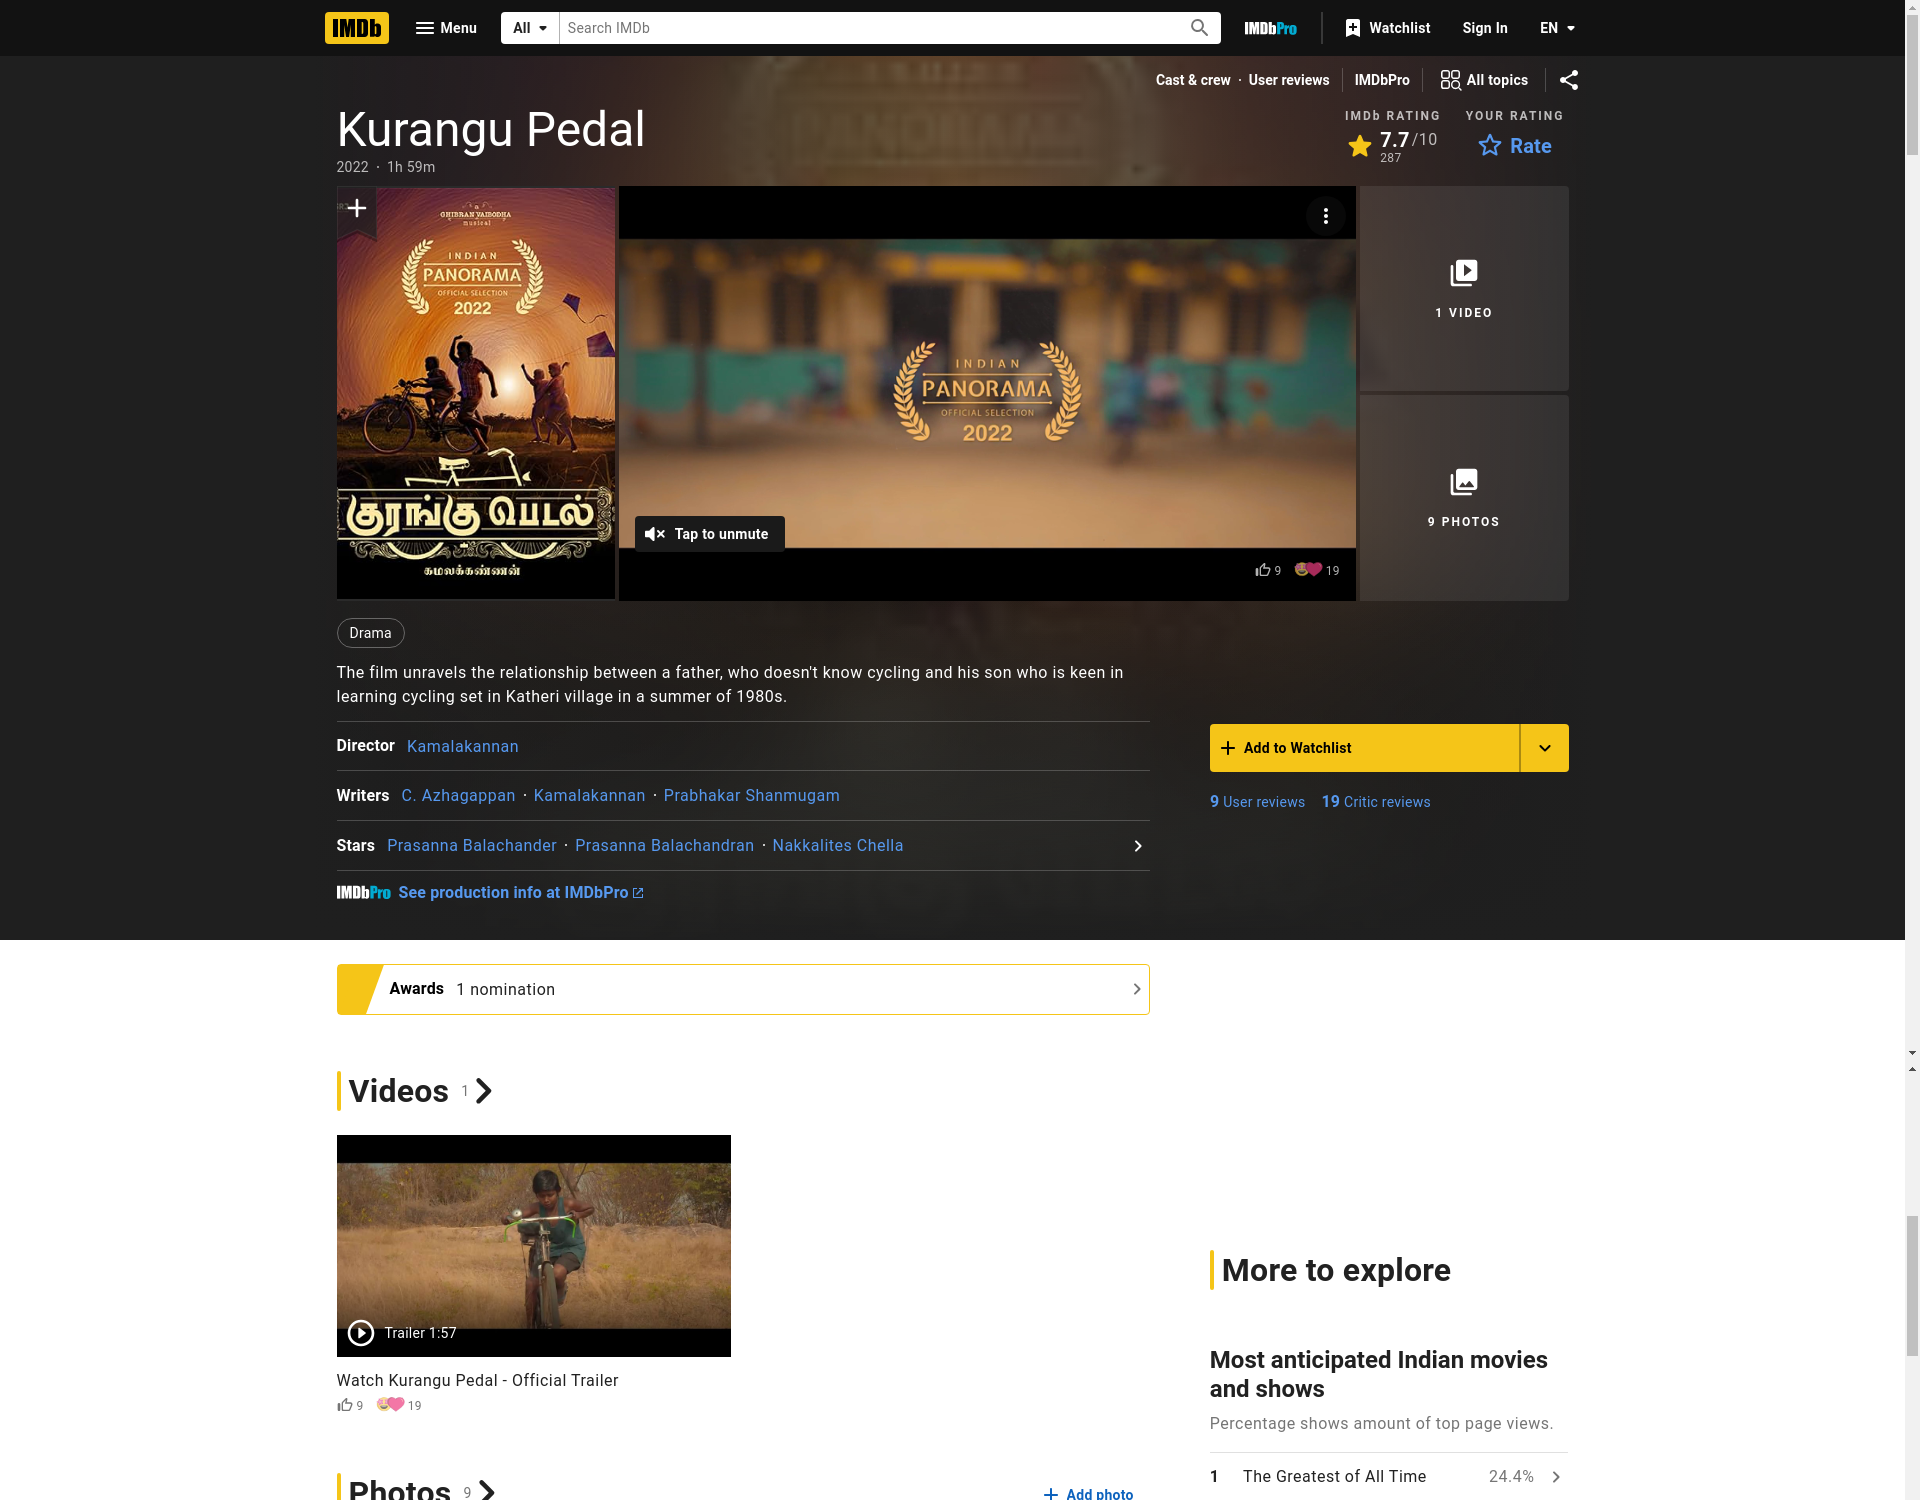 IMDb
Menu
All
Search IMDb
IMDbPro
Watchlist
Sign In
EN
Cast & crew · User reviews
IMDbPro
All topics
Kurangu Pedal
2022 · 1h 59m
IMDb RATING
7.7/10
287
YOUR RATING
Rate
a
GHIBRAN VAIBODHA
musical
INDIAN
PANORAMA
OFFICIAL SELECTION
2022
குரங்கு பெடல்
கமலக்கண்ணன்
INDIAN
PANORAMA
OFFICIAL SELECTION
2022
Tap to unmute
9
19
1 VIDEO
9 PHOTOS
Drama
The film unravels the relationship between a father, who doesn't know cycling and his son who is keen in
learning cycling set in Katheri village in a summer of 1980s.
Director Kamalakannan
Writers C. Azhagappan · Kamalakannan · Prabhakar Shanmugam
Stars Prasanna Balachander · Prasanna Balachandran · Nakkalites Chella
IMDbPro See production info at IMDbPro
Add to Watchlist
9 User reviews 19 Critic reviews
Awards 1 nomination
Videos 1
Trailer 1:57
Watch Kurangu Pedal - Official Trailer
9
19
Photos 9
Add photo
More to explore
Most anticipated Indian movies
and shows
Percentage shows amount of top page views.
1 The Greatest of All Time 24.4%